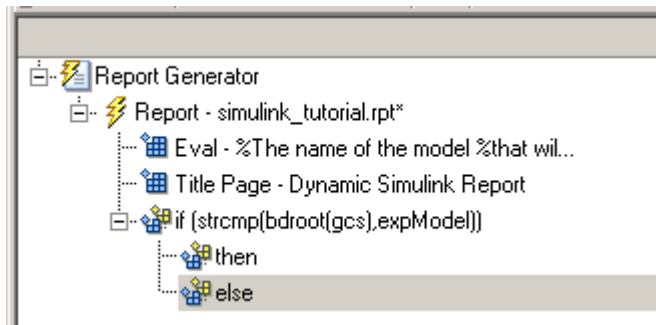 Report Generator
Report - simulink_tutorial.rpt*
Eval - %The name of the model %that wil...
Title Page - Dynamic Simulink Report
if (strcmp(bdroot(gcs),expModel))
then
else